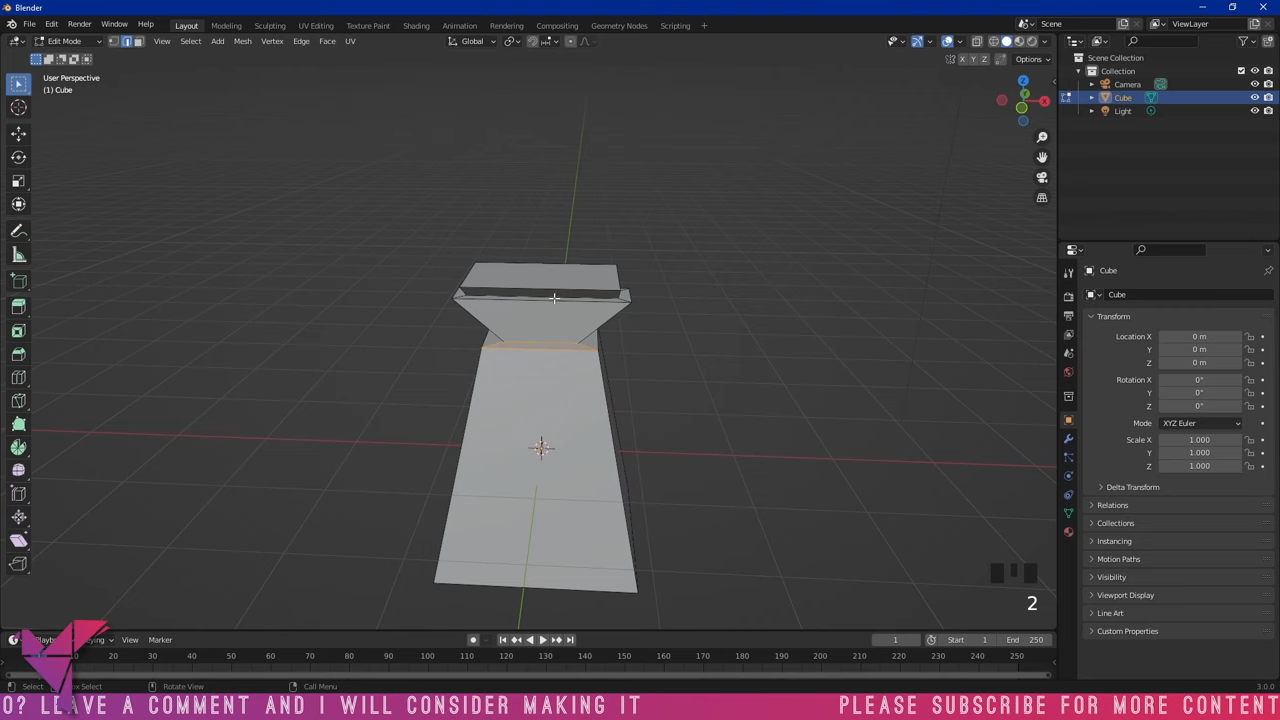 Blender
File Edit Render Window Help Layout Modeling Sculpting UV Editing Texture Paint Shading Animation Rendering Compositing Geometry Nodes Scripting + Scene ViewLayer
Edit Mode View Select Add Mesh Vertex Edge Face UV Global
X Y Z Options
User Perspective
(1) Cube
Z
X
Scene Collection
Collection
Camera
Cube
Light
Cube
Cube
Transform
Location X 0 m
Y 0 m
Z 0 m
Rotation X 0°
Y 0°
Z 0°
Mode XYZ Euler
Scale X 1.000
Y 1.000
Z 1.000
Delta Transform
Relations
Collections
Instancing
Motion Paths
Visibility
Viewport Display
Line Art
Custom Properties
2
View Marker 1 Start 1 End 250
20 30 40 50 60 70 80 90 100 110 120 130 140 150 160 170 180 190 200 210 220 230 240 250
Select Box Select Rotate View Call Menu 3.0.0
O? LEAVE A COMMENT AND I WILL CONSIDER MAKING IT PLEASE SUBSCRIBE FOR MORE CONTENT